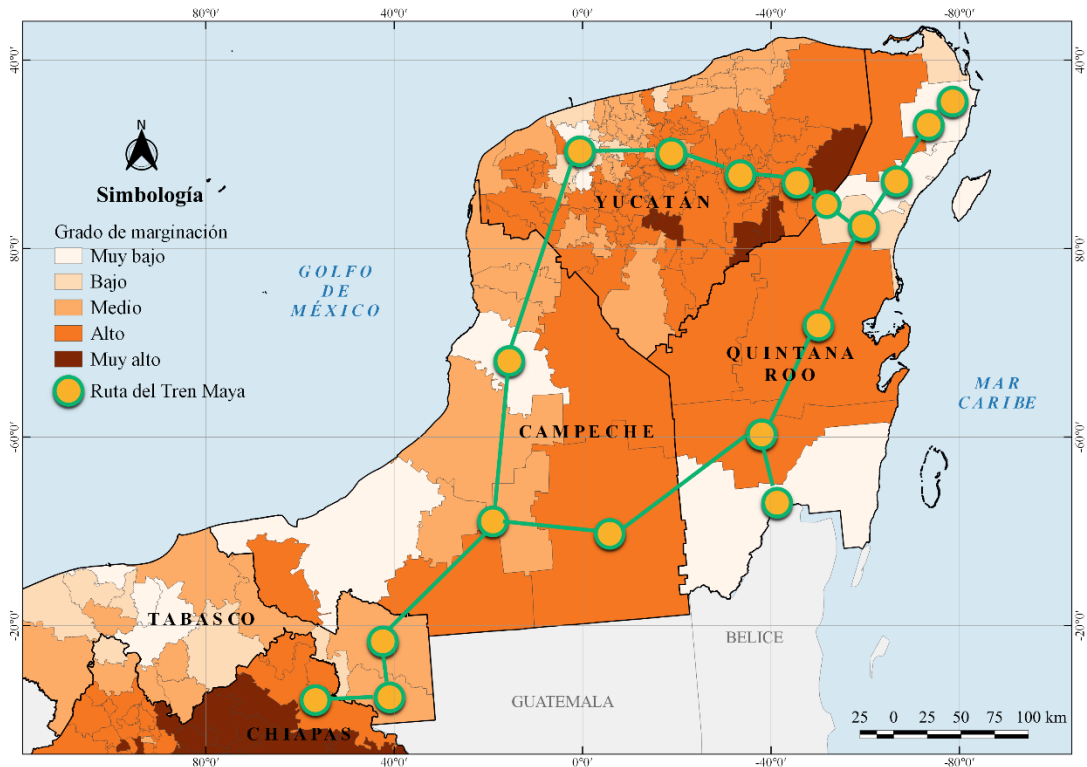 80°0' 40°0' 0°0' -40°0' -80°0'
40°0' 40°0'
N
Simbología
Grado de marginación
Muy bajo
Bajo
Medio
Alto
Muy alto
Ruta del Tren Maya
GOLFO
DE
MÉXICO
YUCATÁN
80°0' 80°0'
QUINTANA
ROO
MAR
CARIBE
CAMPECHE
-60°0' -60°0'
TABASCO
-20°0' -20°0'
BELICE
GUATEMALA
CHIAPAS
25 0 25 50 75 100 km
80°0' 40°0' 0°0' -40°0' -80°0'